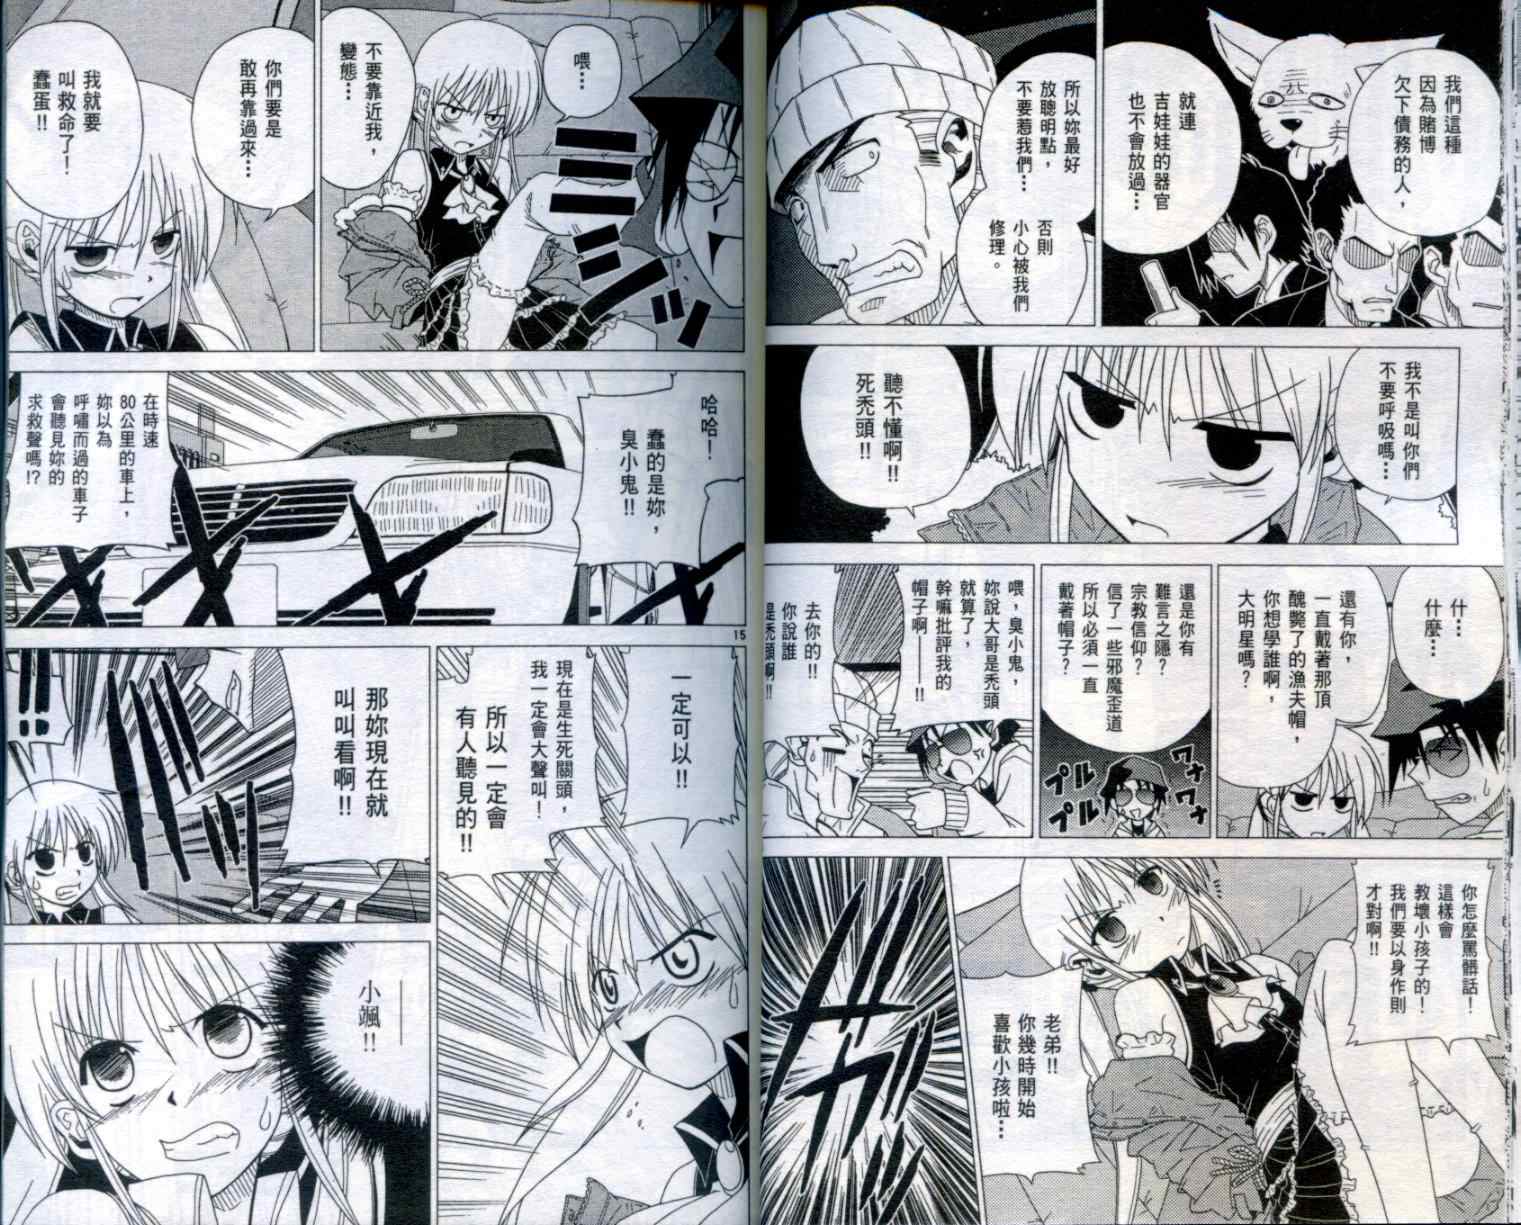 我們這種
因為賭博
欠下債務的人，
就連
吉娃娃的器官
也不會放過…
所以妳最好
放聰明點，
不要惹我們…
否則
小心被我們
修理。
我不是叫你們
不要呼吸嗎…
聽不懂啊!!
死禿頭!!
什…
什麼…
還有你，
一直戴著那頂
醜斃了的漁夫帽，
你想學誰啊，
大明星嗎？
還是你有
難言之隱？
宗教信仰？
信了一些邪魔歪道
所以必須一直
戴著帽子？
ワォ
ワォ
プル
プル
喂，臭小鬼，
妳說大哥是禿頭
就算了，
幹嘛批評我的
帽子啊——!!
去你的!!
你說誰
是禿頭啊!!
你怎麼罵髒話！
這樣會
教壞小孩子的！
我們要以身作則
才對啊!!
老弟!!
你幾時開始
喜歡小孩啦…
喂…
不要靠近我，
變態…
你們要是
敢再靠過來…
我就要
叫救命了！
蠢蛋!!
哈哈！
蠢的是妳，
臭小鬼!!
在時速
80公里的車上，
妳以為
呼嘯而過的車子
會聽見妳的
求救聲嗎!?
15
一定可以!!
現在是生死關頭，
我一定會大聲叫！
所以一定會
有人聽見的!!
那妳現在就
叫叫看啊!!
!!
——
小颯!!